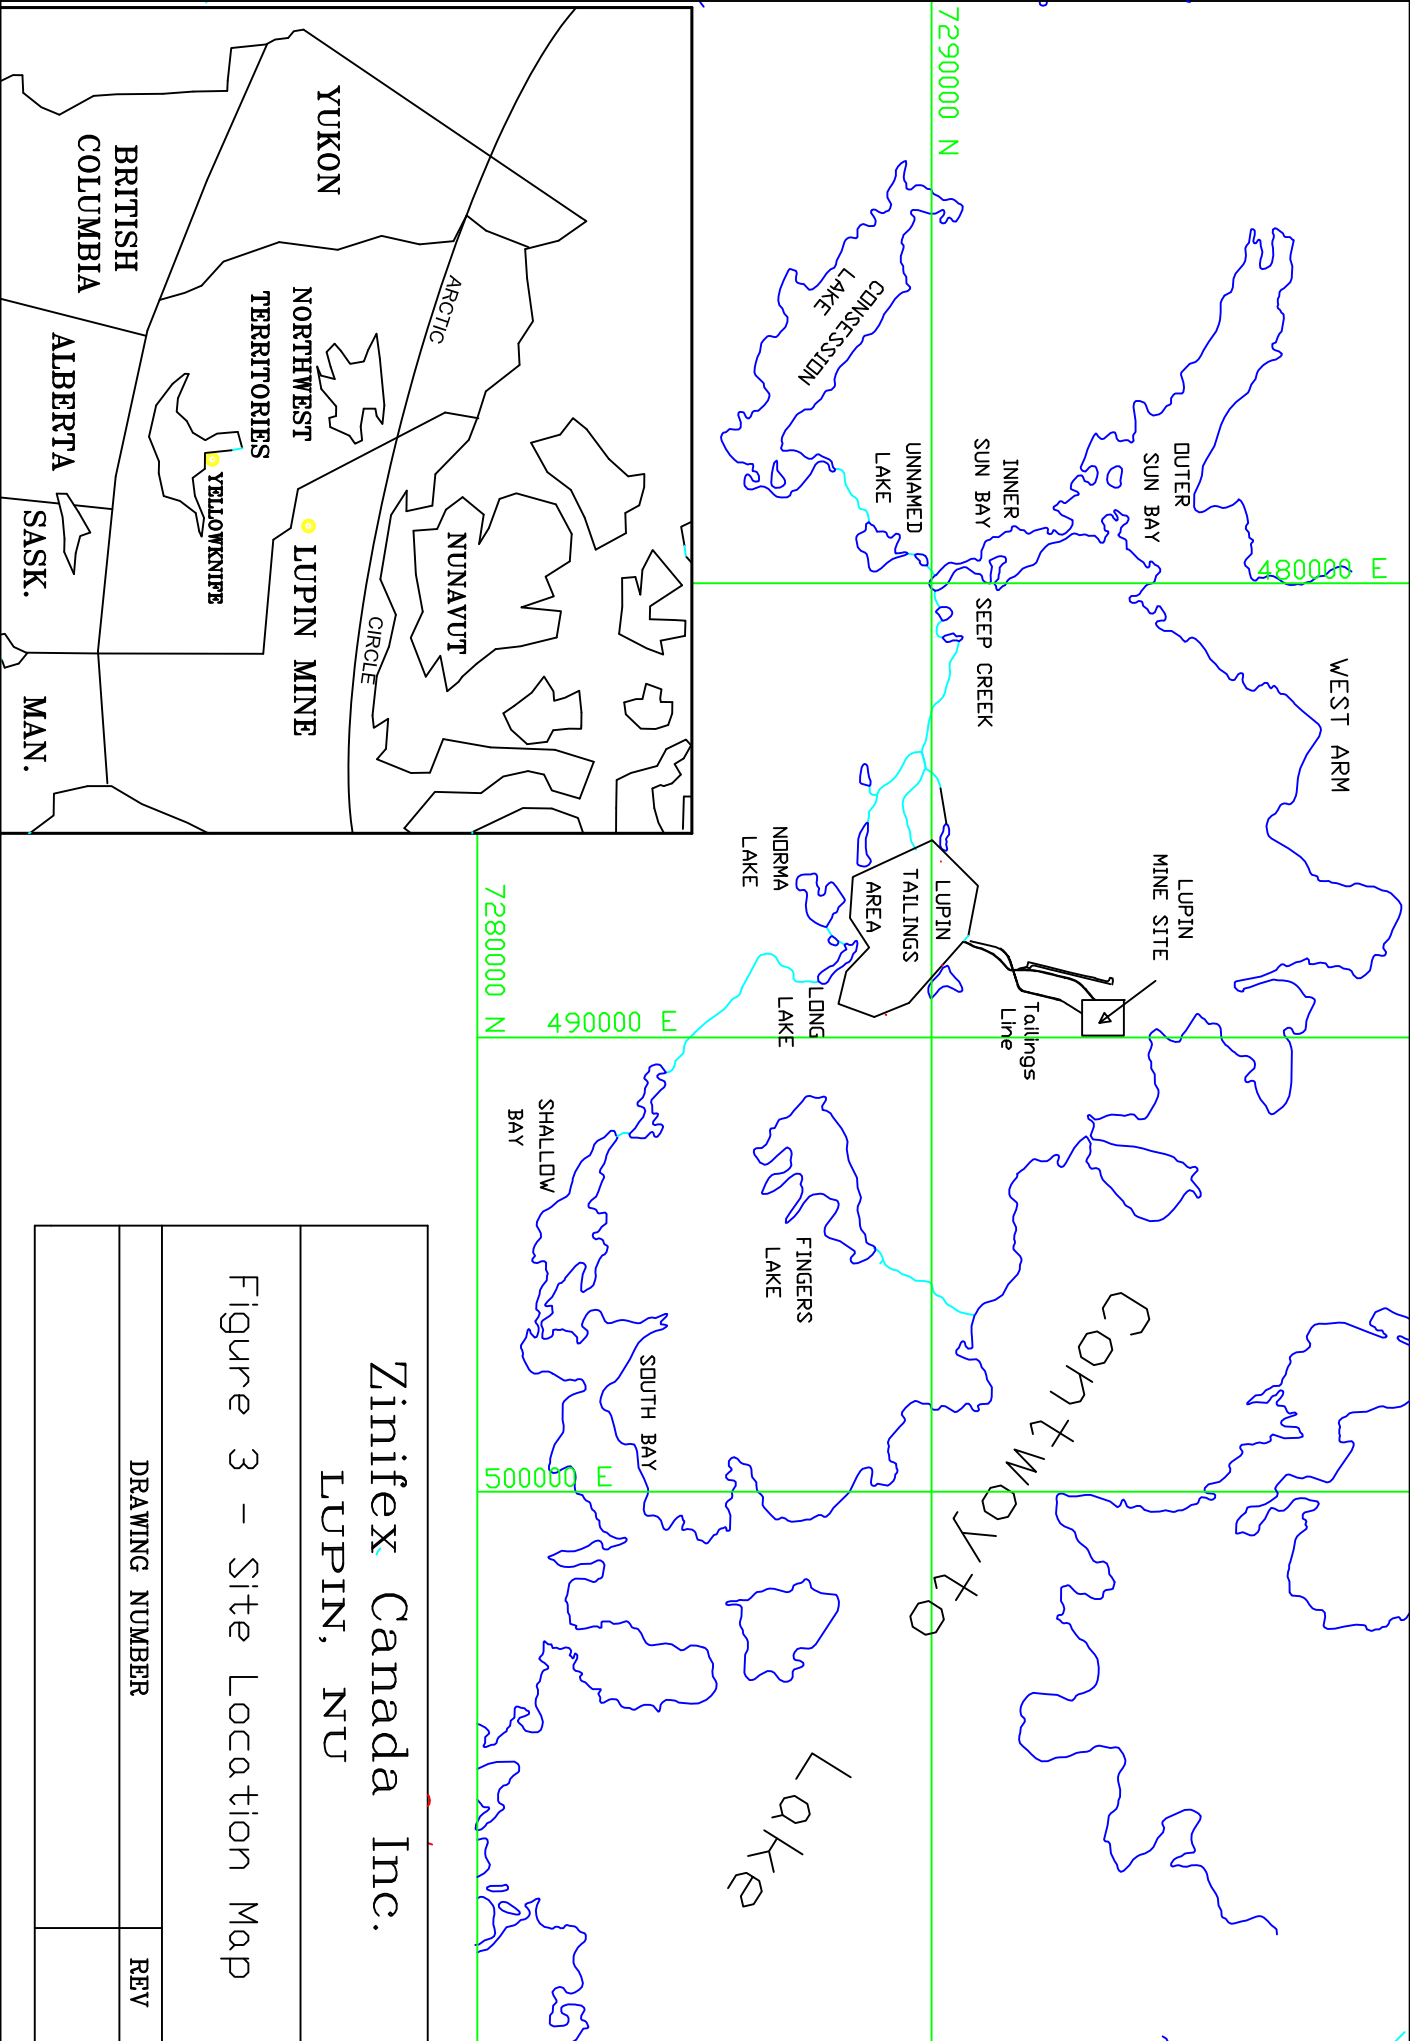 7290000 N
480000 E
WEST ARM
OUTER
SUN BAY
INNER
SUN BAY
CONSESSION
LAKE
UNNAMED
LAKE
SEEP CREEK
LUPIN
MINE SITE
LUPIN
TAILINGS
AREA
NORMA
LAKE
LONG
LAKE
Tailings
Line
7280000 N
490000 E
SHALLOW
BAY
FINGERS
LAKE
SOUTH BAY
500000 E
Contwoyto
Lake
YUKON
BRITISH
COLUMBIA
ARCTIC
CIRCLE
NORTHWEST
TERRITORIES
ALBERTA
YELLOWKNIFE
NUNAVUT
LUPIN MINE
SASK.
MAN.
Zinifex Canada Inc.
LUPIN, NU
Figure 3 - Site Location Map
DRAWING NUMBER
REV